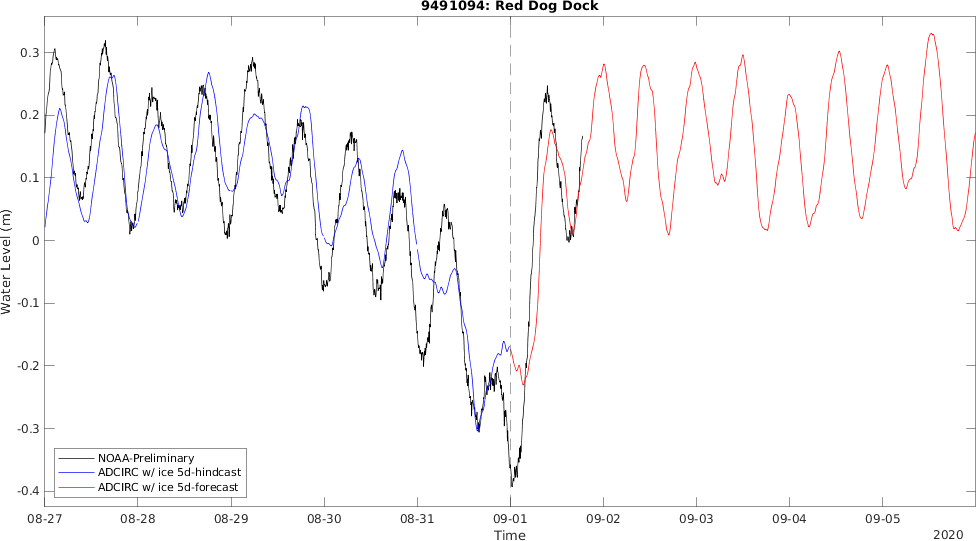 9491094: Red Dog Dock
0.3
0.2
0.1
0
-0.1
-0.2
-0.3
-0.4
Water Level (m)
NOAA-Preliminary
ADCIRC w/ ice 5d-hindcast
ADCIRC w/ ice 5d-forecast
08-27 08-28 08-29 08-30 08-31 09-01 09-02 09-03 09-04 09-05
Time
2020